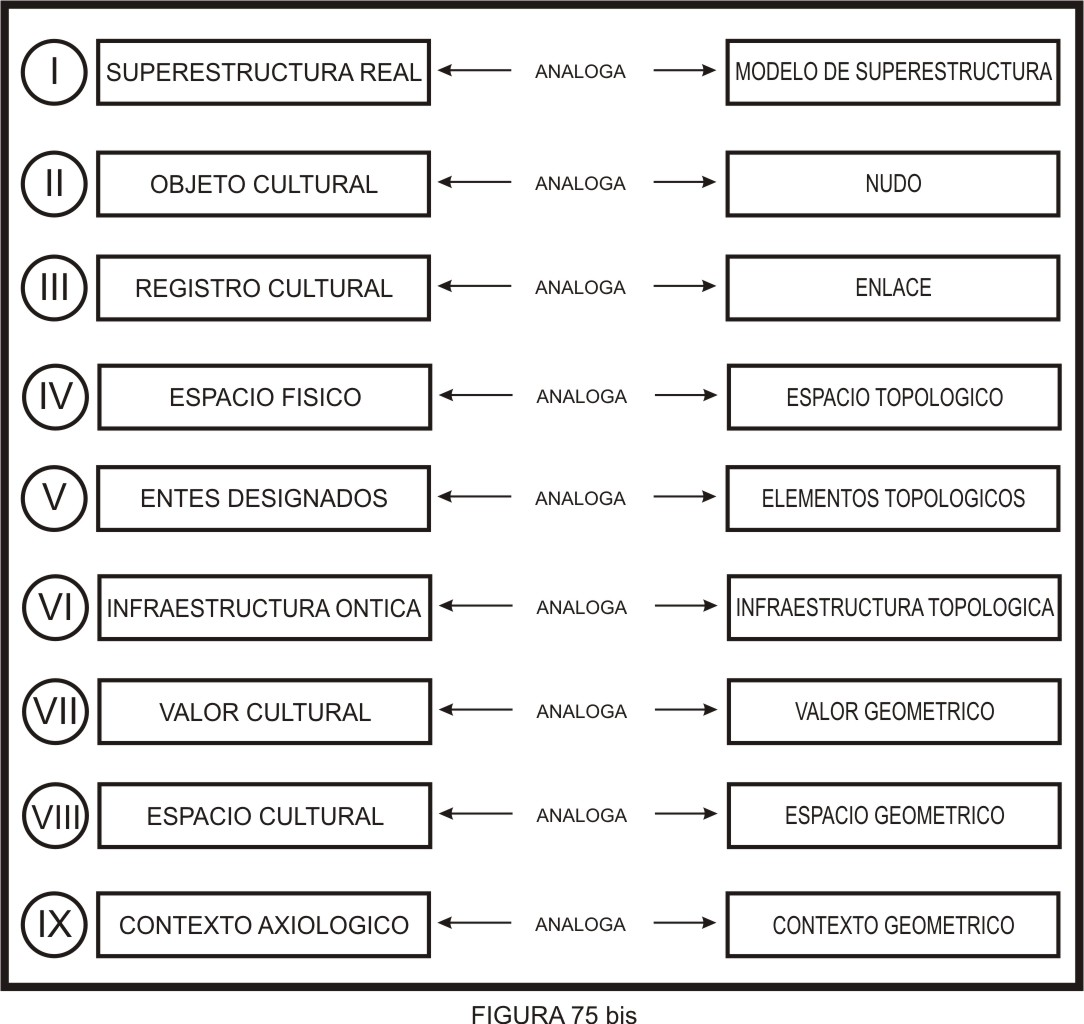 I SUPERESTRUCTURA REAL ANALOGA MODELO DE SUPERESTRUCTURA
II OBJETO CULTURAL ANALOGA NUDO
III REGISTRO CULTURAL ANALOGA ENLACE
IV ESPACIO FISICO ANALOGA ESPACIO TOPOLOGICO
V ENTES DESIGNADOS ANALOGA ELEMENTOS TOPOLOGICOS
VI INFRAESTRUCTURA ONTICA ANALOGA INFRAESTRUCTURA TOPOLOGICA
VII VALOR CULTURAL ANALOGA VALOR GEOMETRICO
VIII ESPACIO CULTURAL ANALOGA ESPACIO GEOMETRICO
IX CONTEXTO AXIOLOGICO ANALOGA CONTEXTO GEOMETRICO
FIGURA 75 bis